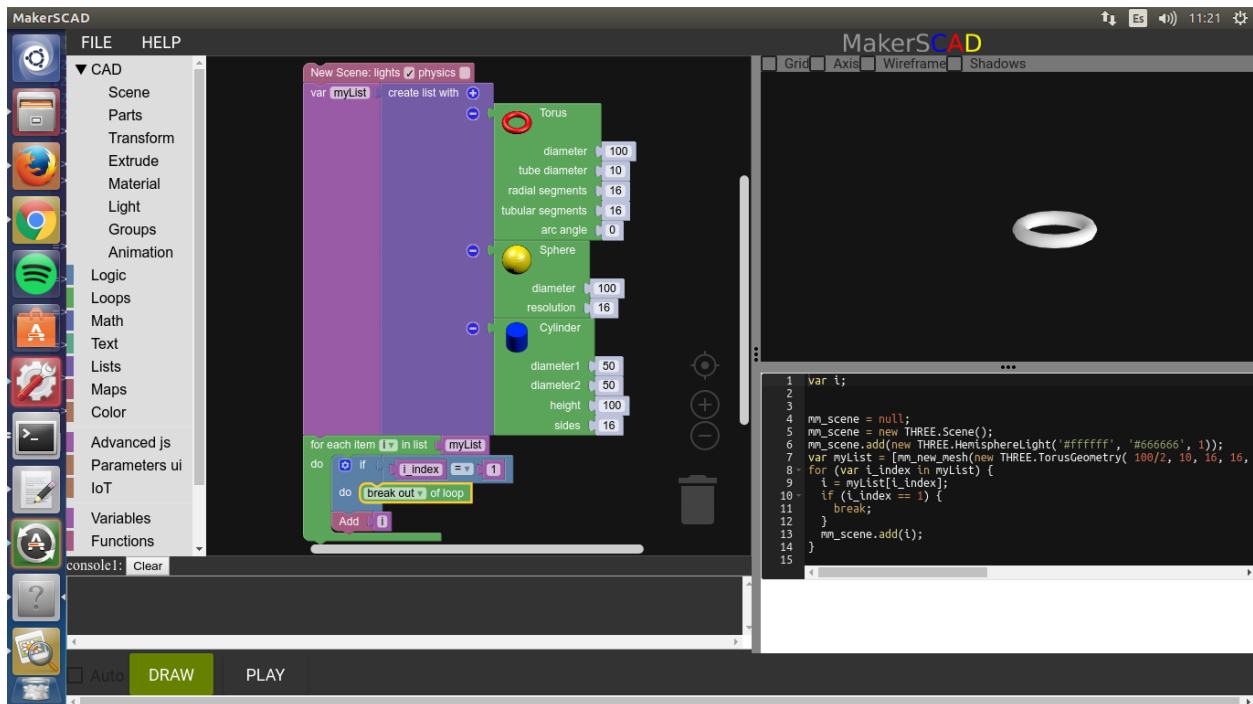 MakerSCAD
Es 11:21
FILE HELP
MakerSCAD
▼ CAD
Scene
Parts
Transform
Extrude
Material
Light
Groups
Animation
Logic
Loops
Math
Text
Lists
Maps
Color
Advanced js
Parameters ui
IoT
Variables
Functions
New Scene: lights physics
var myList create list with
Torus
diameter 100
tube diameter 10
radial segments 16
tubular segments 16
arc angle 0
Sphere
diameter 100
resolution 16
Cylinder
diameter1 50
diameter2 50
height 100
sides 16
for each item i in list myList
do if i_index = 1
do break out of loop
Add i
Grid Axis Wireframe Shadows
1 var i;
2
3
4 mm_scene = null;
5 mm_scene = new THREE.Scene();
6 mm_scene.add(new THREE.HemisphereLight('#ffffff', '#666666', 1));
7 var myList = [mm_new_mesh(new THREE.TorusGeometry( 100/2, 10, 16, 16,
8 for (var i_index in myList) {
9 i = myList[i_index];
10 if (i_index == 1) {
11 break;
12 }
13 mm_scene.add(i);
14 }
15
console1: Clear
Auto DRAW PLAY